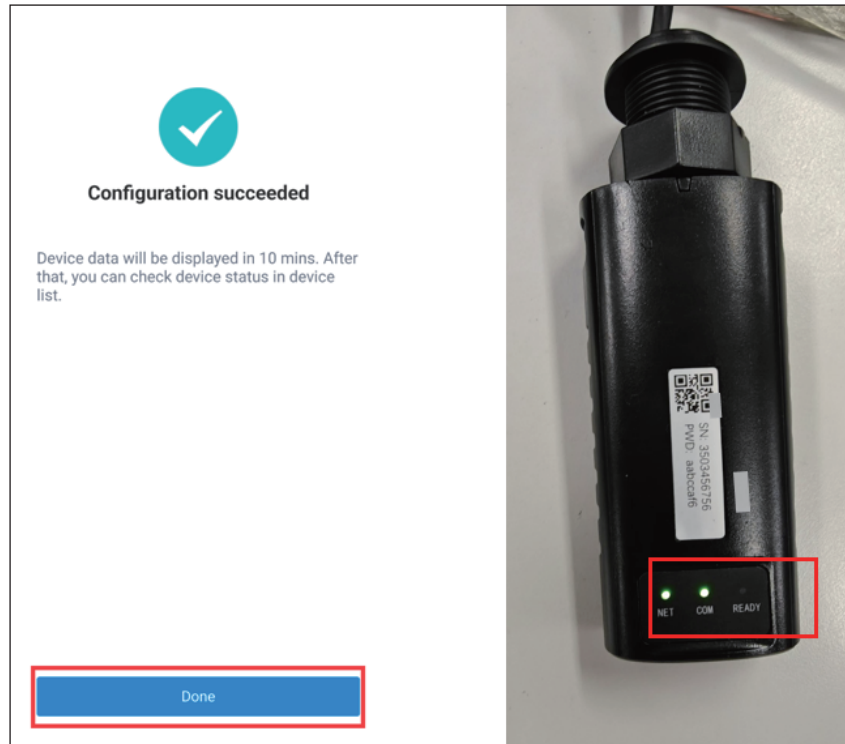 Configuration succeeded
Device data will be displayed in 10 mins. After
that, you can check device status in device
list.
Done
SN: 3503456756
PWD: aabccaf6
NET COM READY